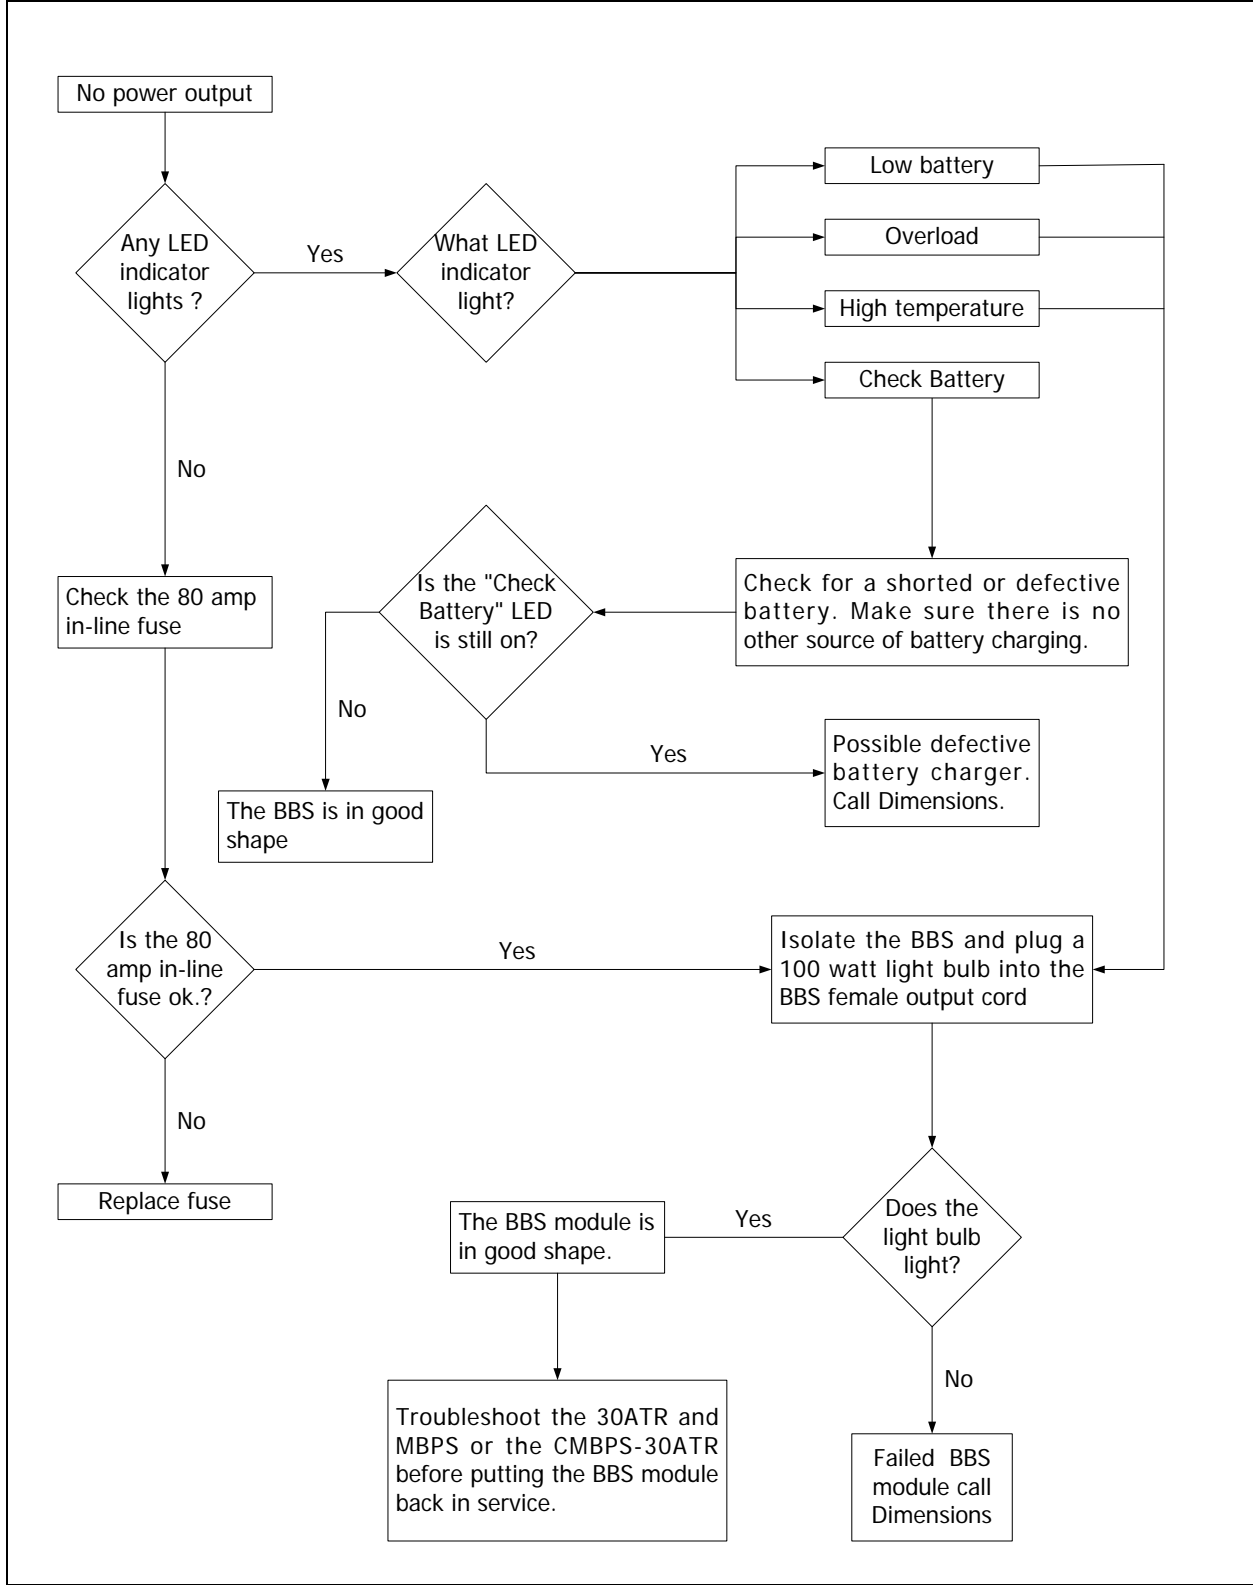 No power output
Any LED
indicator
lights ?
Yes
What LED
indicator
light?
Low battery
Overload
High temperature
Check Battery
No
Check the 80 amp
in-line fuse
Is the "Check
Battery" LED
is still on?
Check for a shorted or defective
battery. Make sure there is no
other source of battery charging.
No
Yes
Possible defective
battery charger.
Call Dimensions.
The BBS is in good
shape
Is the 80
amp in-line
fuse ok.?
Yes
Isolate the BBS and plug a
100 watt light bulb into the
BBS female output cord
No
Replace fuse
The BBS module is
in good shape.
Yes
Does the
light bulb
light?
No
Troubleshoot the 30ATR and
MBPS or the CMBPS-30ATR
before putting the BBS module
back in service.
Failed BBS
module call
Dimensions